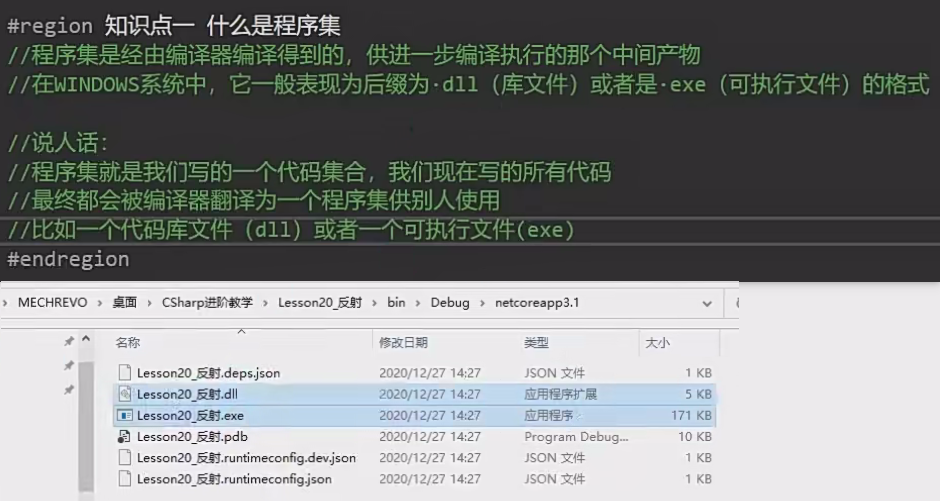 #region 知识点一 什么是程序集
//程序集是经由编译器编译得到的，供进一步编译执行的那个中间产物
//在WINDOWS系统中，它一般表现为后缀为·dll（库文件）或者是·exe（可执行文件）的格式
//说人话：
//程序集就是我们写的一个代码集合，我们现在写的所有代码
//最终都会被编译器翻译为一个程序集供别人使用
//比如一个代码库文件（dll）或者一个可执行文件(exe)
#endregion
› MECHREVO › 桌面 › CSharp进阶教学 › Lesson20_反射 › bin › Debug › netcoreapp3.1
名称 修改日期 类型 大小
Lesson20_反射.deps.json 2020/12/27 14:27 JSON 文件 1 KB
Lesson20_反射.dll 2020/12/27 14:27 应用程序扩展 5 KB
Lesson20_反射.exe 2020/12/27 14:27 应用程序 171 KB
Lesson20_反射.pdb 2020/12/27 14:27 Program Debug... 10 KB
Lesson20_反射.runtimeconfig.dev.json 2020/12/27 14:27 JSON 文件 1 KB
Lesson20_反射.runtimeconfig.json 2020/12/27 14:27 JSON 文件 1 KB